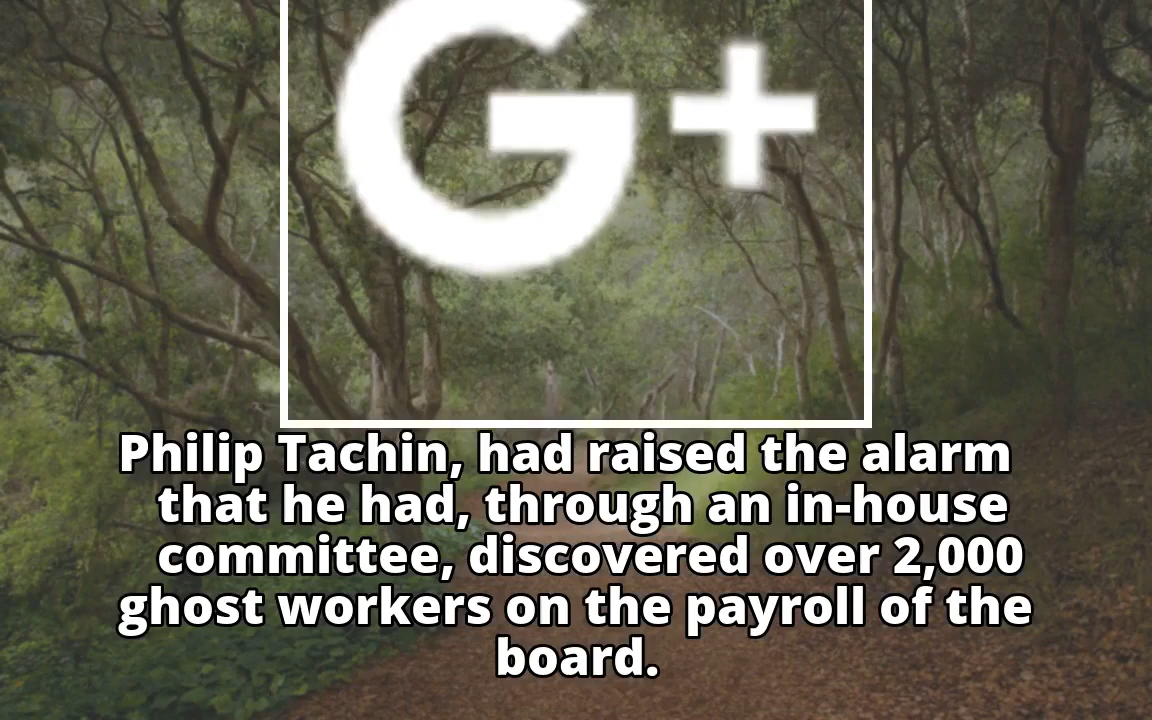 G+
Philip Tachin, had raised the alarm
that he had, through an in-house
committee, discovered over 2,000
ghost workers on the payroll of the
board.